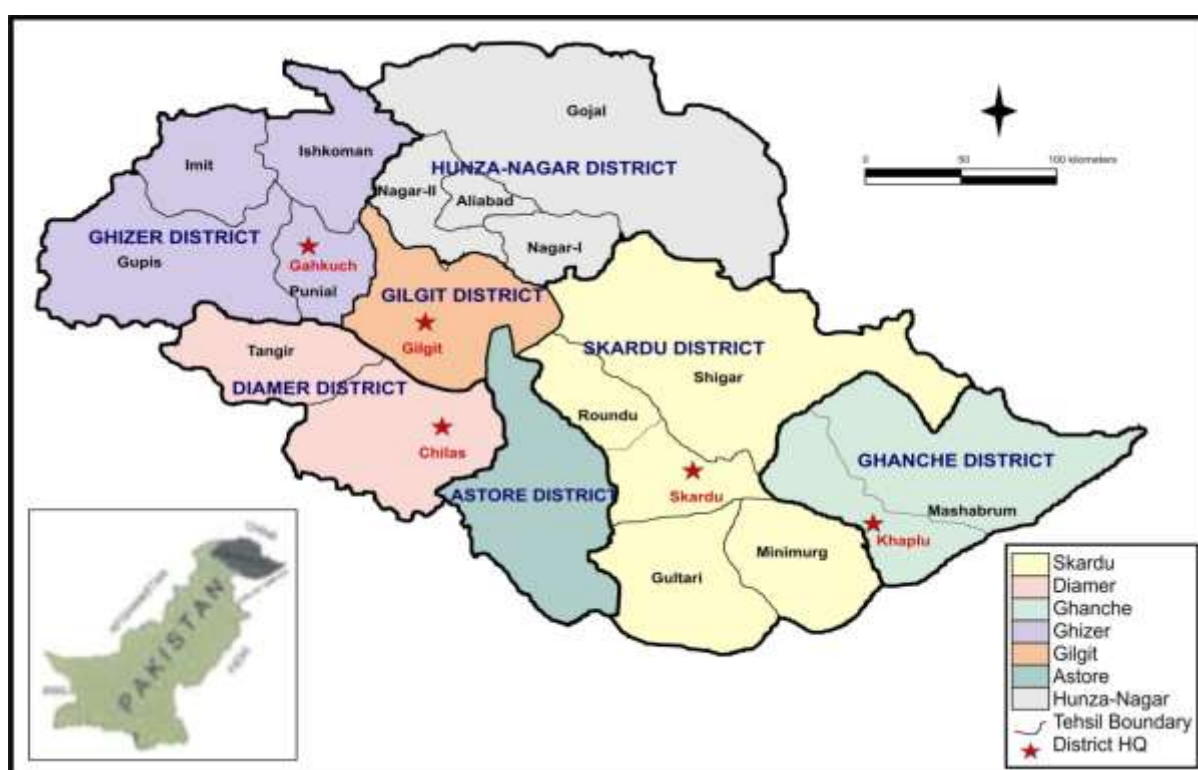 Gojal
Ishkoman
Imit
HUNZA-NAGAR DISTRICT
Nagar-II
Aliabad
GHIZER DISTRICT
Gupis
Nagar-I
Gahkuch
Punial
GILGIT DISTRICT
Gilgit
Tangir
SKARDU DISTRICT
Shigar
DIAMER DISTRICT
Roundu
Chilas
GHANCHE DISTRICT
Skardu
ASTORE DISTRICT
Mashabrum
Khaplu
Minimurg
Gultari
0 50 100 kilometers
PAKISTAN
Skardu
Diamer
Ghanche
Ghizer
Gilgit
Astore
Hunza-Nagar
Tehsil Boundary
District HQ